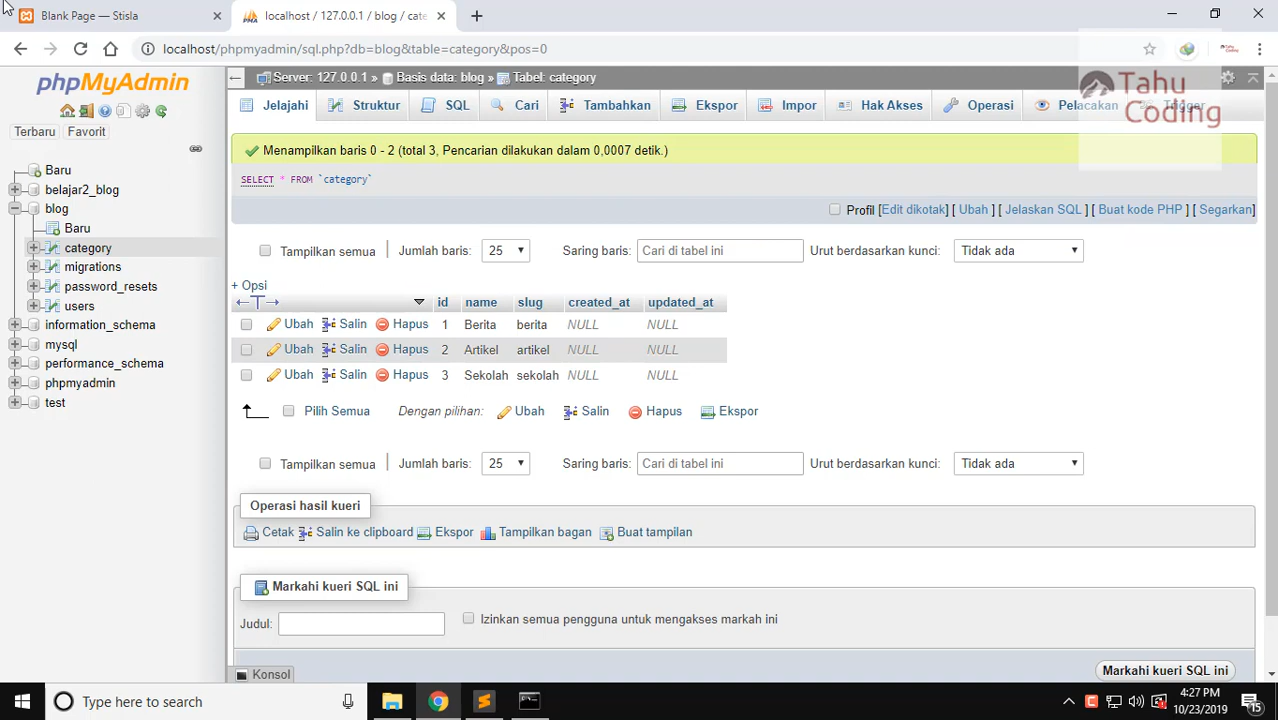 Blank Page — Stisla
localhost / 127.0.0.1 / blog / cate
localhost/phpmyadmin/sql.php?db=blog&table=category&pos=0
phpMyAdmin
Terbaru Favorit
Baru
belajar2_blog
blog
Baru
category
migrations
password_resets
users
information_schema
mysql
performance_schema
phpmyadmin
test
Server: 127.0.0.1 » Basis data: blog » Tabel: category
Jelajahi Struktur SQL Cari Tambahkan Ekspor Impor Hak Akses Operasi Pelacakan Trigger
Tahu
Coding
Menampilkan baris 0 - 2 (total 3, Pencarian dilakukan dalam 0,0007 detik.)
SELECT * FROM `category`
Profil [Edit dikotak] [ Ubah ] [ Jelaskan SQL ] [ Buat kode PHP ] [ Segarkan]
Tampilkan semua Jumlah baris: 25 Saring baris: Cari di tabel ini Urut berdasarkan kunci: Tidak ada
+ Opsi
id name slug created_at updated_at
Ubah Salin Hapus 1 Berita berita NULL NULL
Ubah Salin Hapus 2 Artikel artikel NULL NULL
Ubah Salin Hapus 3 Sekolah sekolah NULL NULL
Pilih Semua Dengan pilihan: Ubah Salin Hapus Ekspor
Tampilkan semua Jumlah baris: 25 Saring baris: Cari di tabel ini Urut berdasarkan kunci: Tidak ada
Operasi hasil kueri
Cetak Salin ke clipboard Ekspor Tampilkan bagan Buat tampilan
Markahi kueri SQL ini
Judul: Izinkan semua pengguna untuk mengakses markah ini
Konsol
Markahi kueri SQL ini
Type here to search
4:27 PM
10/23/2019
15